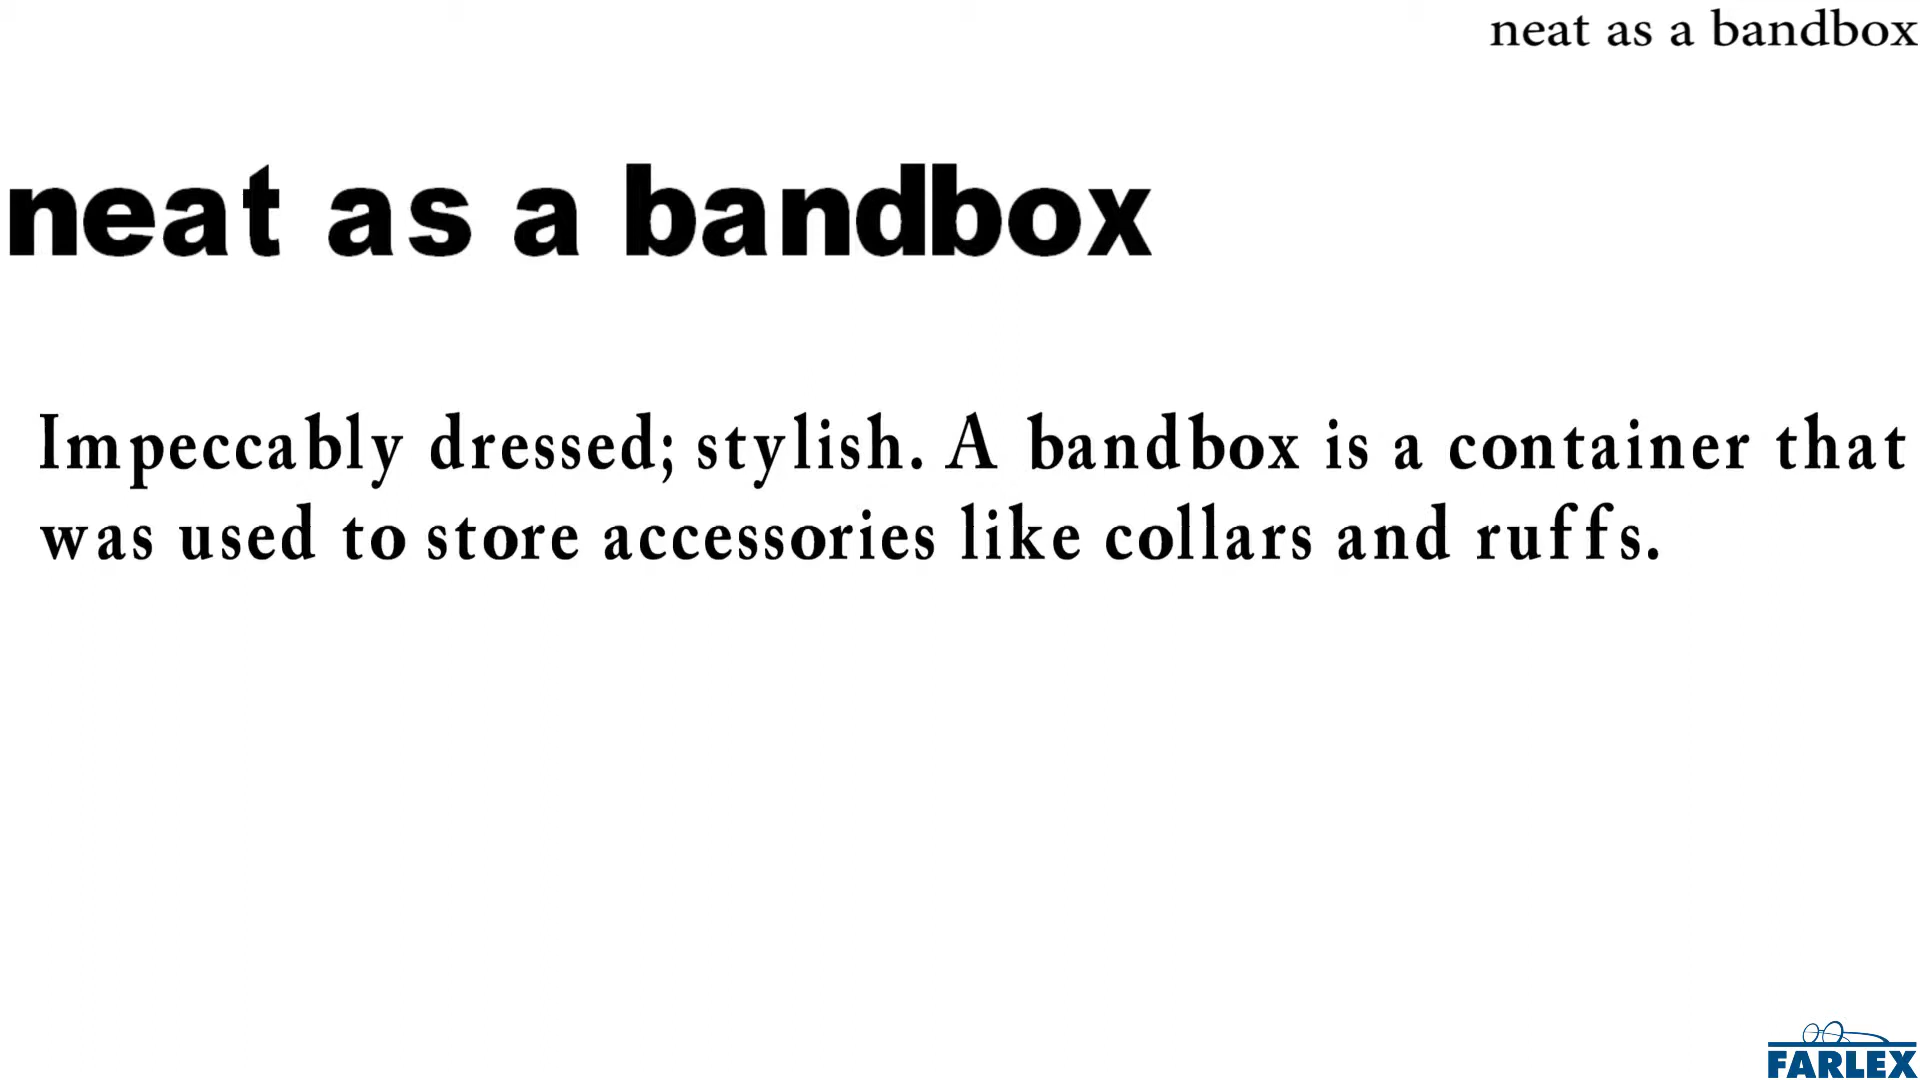 neat as a bandbox
neat as a bandbox
Impeccably dressed; stylish. A bandbox is a container that
was used to store accessories like collars and ruffs.
FARLEX